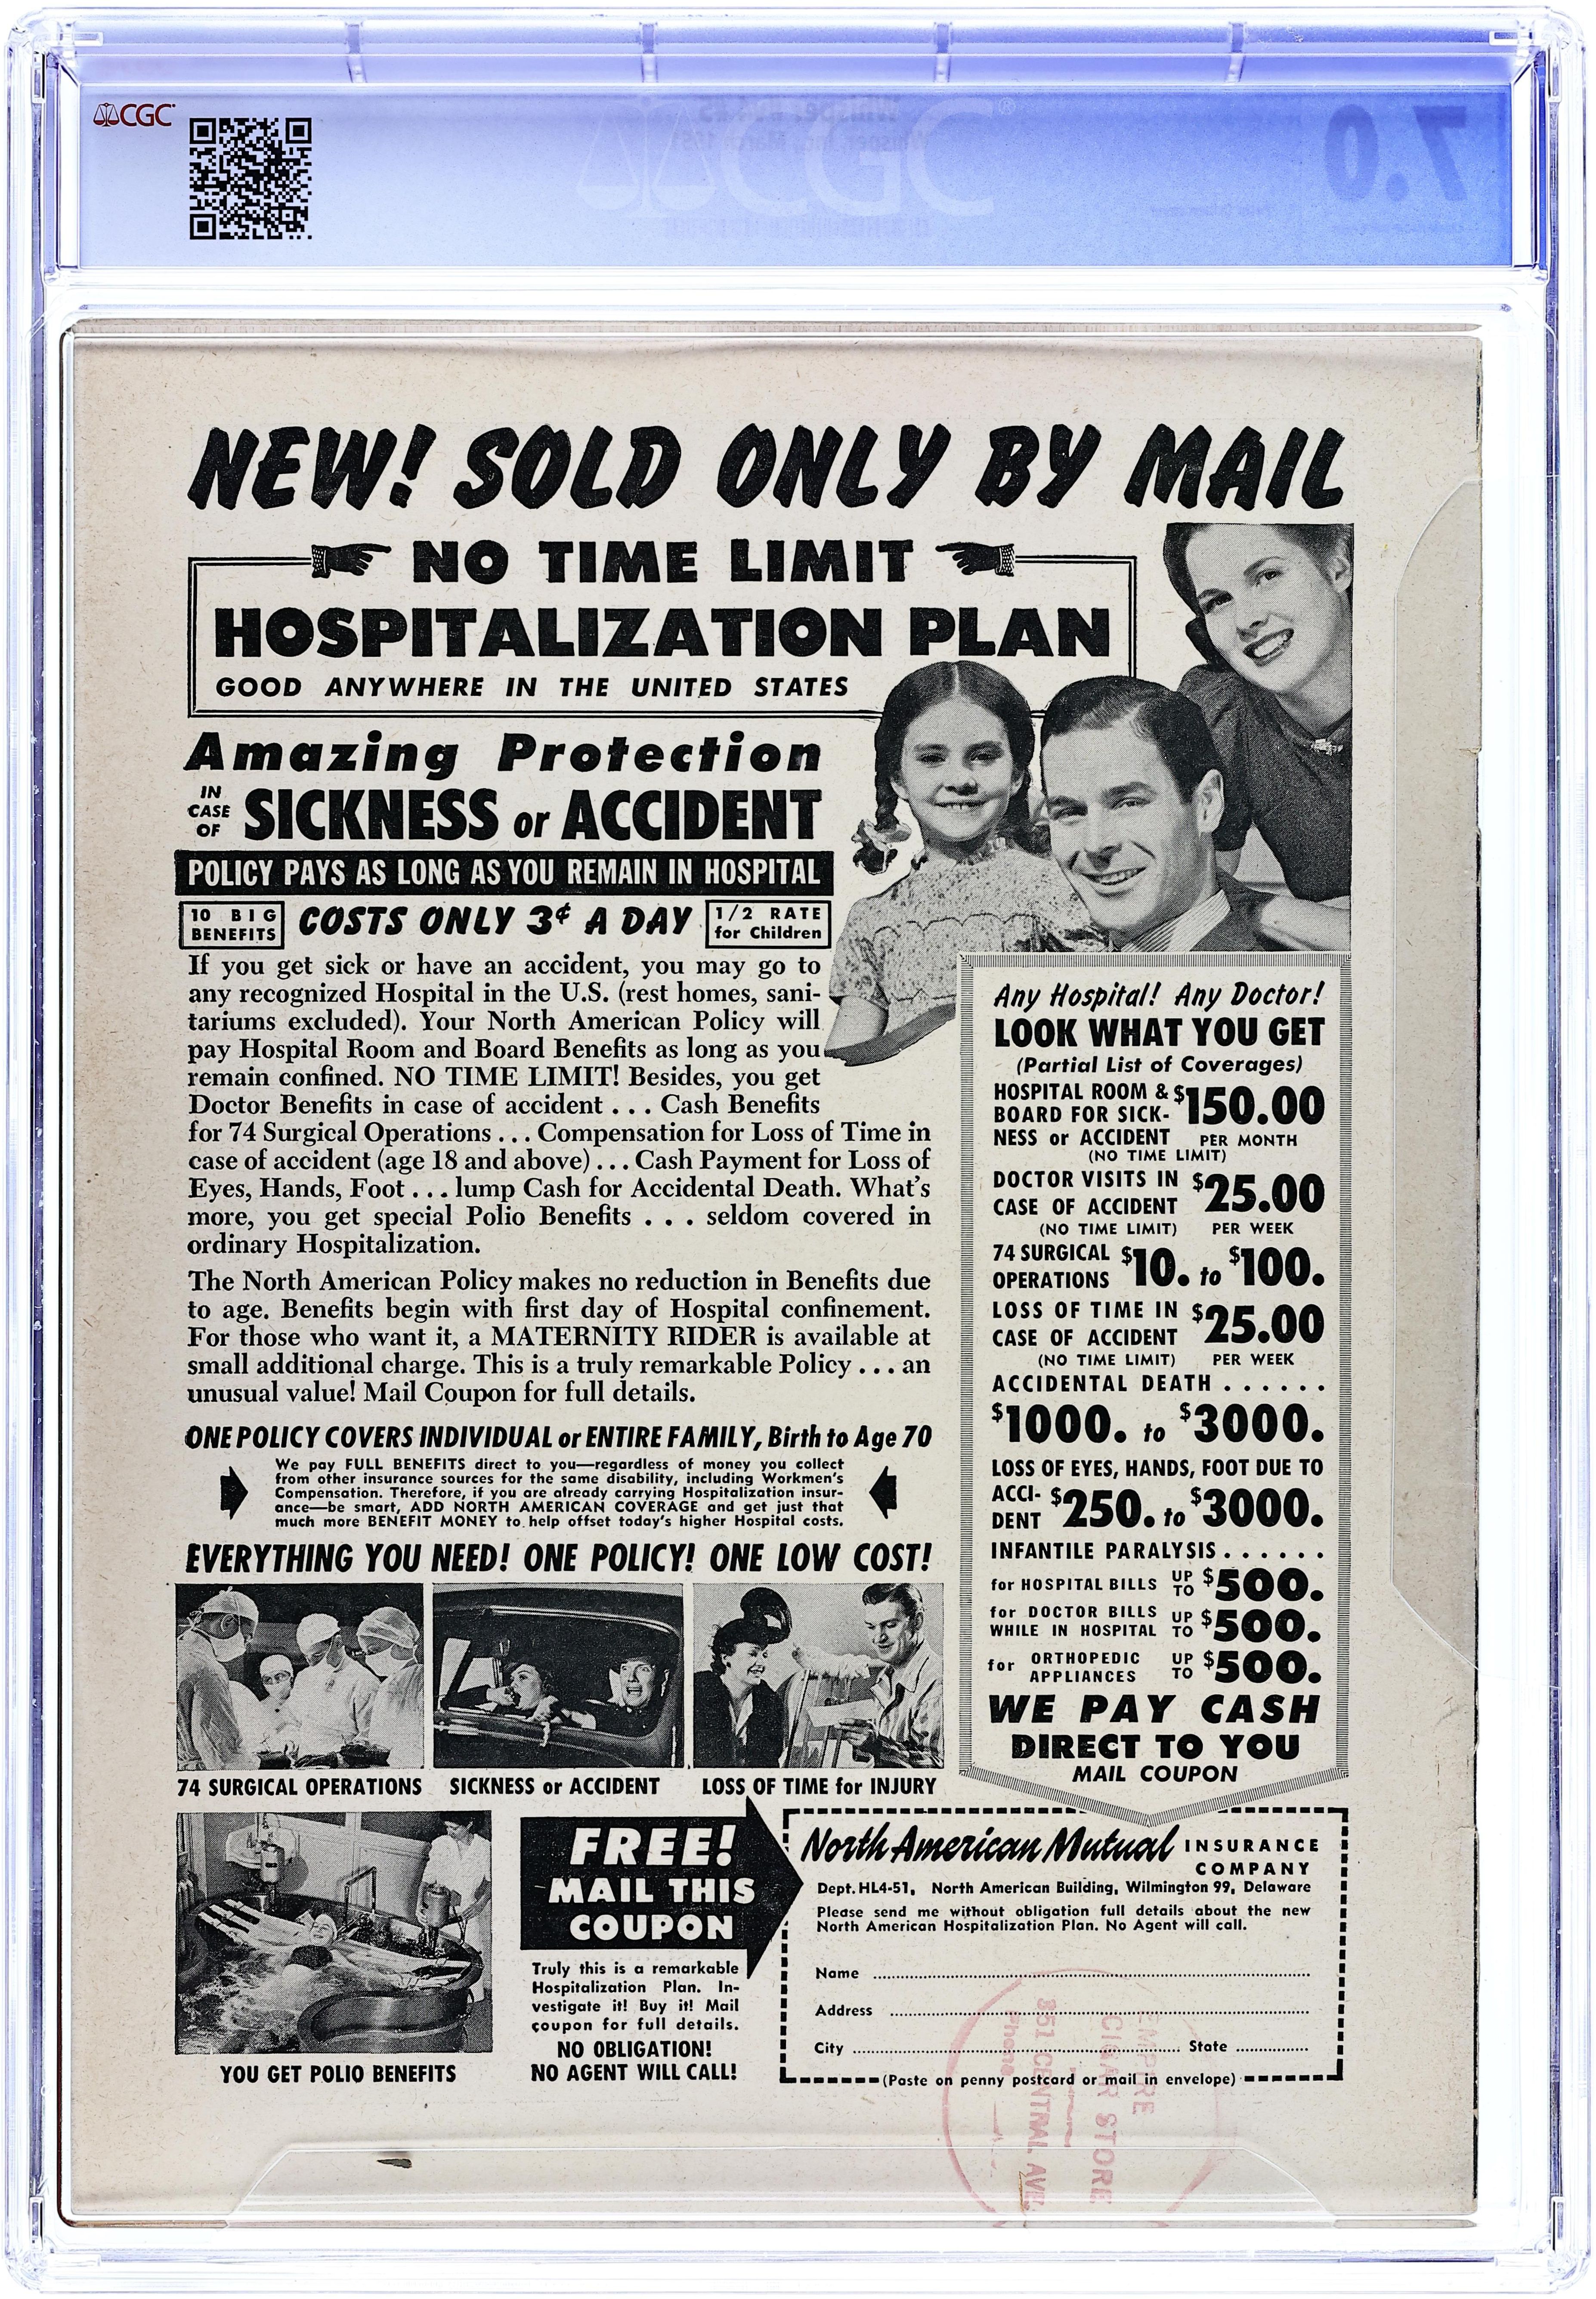 CGC
CGC
7.0
NEW! SOLD ONLY BY MAIL
NO TIME LIMIT
HOSPITALIZATION PLAN
GOOD ANYWHERE IN THE UNITED STATES
Amazing Protection
IN CASE OF SICKNESS or ACCIDENT
POLICY PAYS AS LONG AS YOU REMAIN IN HOSPITAL
10 BIG BENEFITS
COSTS ONLY 3¢ A DAY
1/2 RATE for Children
If you get sick or have an accident, you may go to
any recognized Hospital in the U.S. (rest homes, sani-
tariums excluded). Your North American Policy will
pay Hospital Room and Board Benefits as long as you
remain confined. NO TIME LIMIT! Besides, you get
Doctor Benefits in case of accident . . . Cash Benefits
for 74 Surgical Operations . . . Compensation for Loss of Time in
case of accident (age 18 and above) . . . Cash Payment for Loss of
Eyes, Hands, Foot . . . lump Cash for Accidental Death. What's
more, you get special Polio Benefits . . . seldom covered in
ordinary Hospitalization.
The North American Policy makes no reduction in Benefits due
to age. Benefits begin with first day of Hospital confinement.
For those who want it, a MATERNITY RIDER is available at
small additional charge. This is a truly remarkable Policy . . . an
unusual value! Mail Coupon for full details.
ONE POLICY COVERS INDIVIDUAL or ENTIRE FAMILY, Birth to Age 70
We pay FULL BENEFITS direct to you—regardless of money you collect
from other insurance sources for the same disability, including Workmen's
Compensation. Therefore, if you are already carrying Hospitalization insur-
ance—be smart, ADD NORTH AMERICAN COVERAGE and get just that
much more BENEFIT MONEY to help offset today's higher Hospital costs.
EVERYTHING YOU NEED! ONE POLICY! ONE LOW COST!
74 SURGICAL OPERATIONS
SICKNESS or ACCIDENT
LOSS OF TIME for INJURY
YOU GET POLIO BENEFITS
Any Hospital! Any Doctor!
LOOK WHAT YOU GET
(Partial List of Coverages)
HOSPITAL ROOM &
BOARD FOR SICK-
NESS or ACCIDENT
$150.00
PER MONTH
(NO TIME LIMIT)
DOCTOR VISITS IN
CASE OF ACCIDENT
$25.00
(NO TIME LIMIT) PER WEEK
74 SURGICAL
OPERATIONS
$10. to $100.
LOSS OF TIME IN
CASE OF ACCIDENT
$25.00
(NO TIME LIMIT) PER WEEK
ACCIDENTAL DEATH . . . . . .
$1000. to $3000.
LOSS OF EYES, HANDS, FOOT DUE TO
ACCI-
DENT
$250. to $3000.
INFANTILE PARALYSIS . . . . . .
for HOSPITAL BILLS UP TO $500.
for DOCTOR BILLS
WHILE IN HOSPITAL
UP TO $500.
for ORTHOPEDIC
APPLIANCES
UP TO $500.
WE PAY CASH
DIRECT TO YOU
MAIL COUPON
FREE!
MAIL THIS
COUPON
Truly this is a remarkable
Hospitalization Plan. In-
vestigate it! Buy it! Mail
coupon for full details.
NO OBLIGATION!
NO AGENT WILL CALL!
North American Mutual INSURANCE
COMPANY
Dept. HL4-51, North American Building, Wilmington 99, Delaware
Please send me without obligation full details about the new
North American Hospitalization Plan. No Agent will call.
Name
Address
City State
(Paste on penny postcard or mail in envelope)
EMPIRE
CIGAR STORE
351 CENTRAL AVE.
Phone